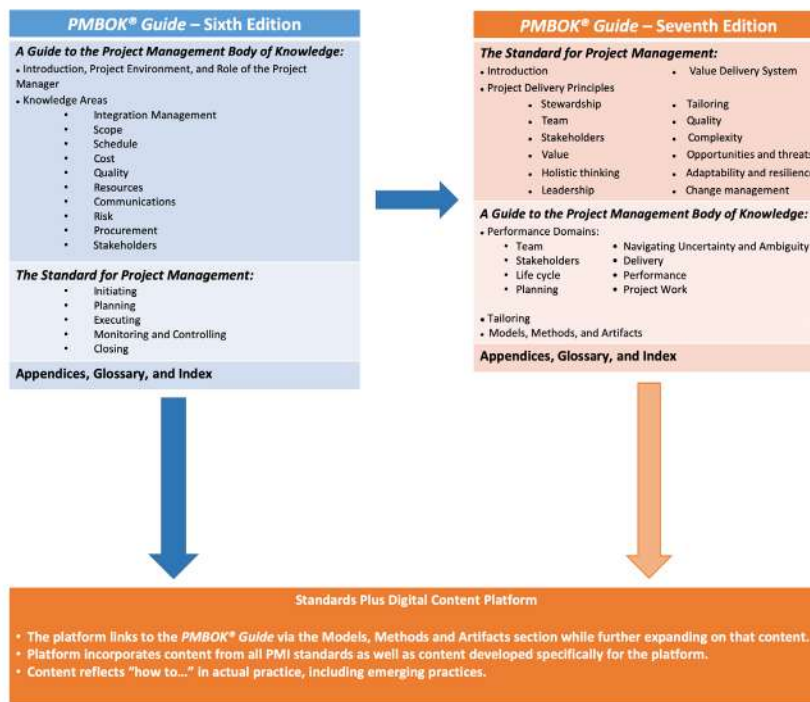 PMBOK® Guide – Sixth Edition
A Guide to the Project Management Body of Knowledge:
• Introduction, Project Environment, and Role of the Project
Manager
• Knowledge Areas
• Integration Management
• Scope
• Schedule
• Cost
• Quality
• Resources
• Communications
• Risk
• Procurement
• Stakeholders
The Standard for Project Management:
• Initiating
• Planning
• Executing
• Monitoring and Controlling
• Closing
Appendices, Glossary, and Index
PMBOK® Guide – Seventh Edition
The Standard for Project Management:
• Introduction • Value Delivery System
• Project Delivery Principles
• Stewardship • Tailoring
• Team • Quality
• Stakeholders • Complexity
• Value • Opportunities and threats
• Holistic thinking • Adaptability and resilience
• Leadership • Change management
A Guide to the Project Management Body of Knowledge:
• Performance Domains:
• Team • Navigating Uncertainty and Ambiguity
• Stakeholders • Delivery
• Life cycle • Performance
• Planning • Project Work
• Tailoring
• Models, Methods, and Artifacts
Appendices, Glossary, and Index
Standards Plus Digital Content Platform
• The platform links to the PMBOK® Guide via the Models, Methods and Artifacts section while further expanding on that content.
• Platform incorporates content from all PMI standards as well as content developed specifically for the platform.
• Content reflects "how to..." in actual practice, including emerging practices.